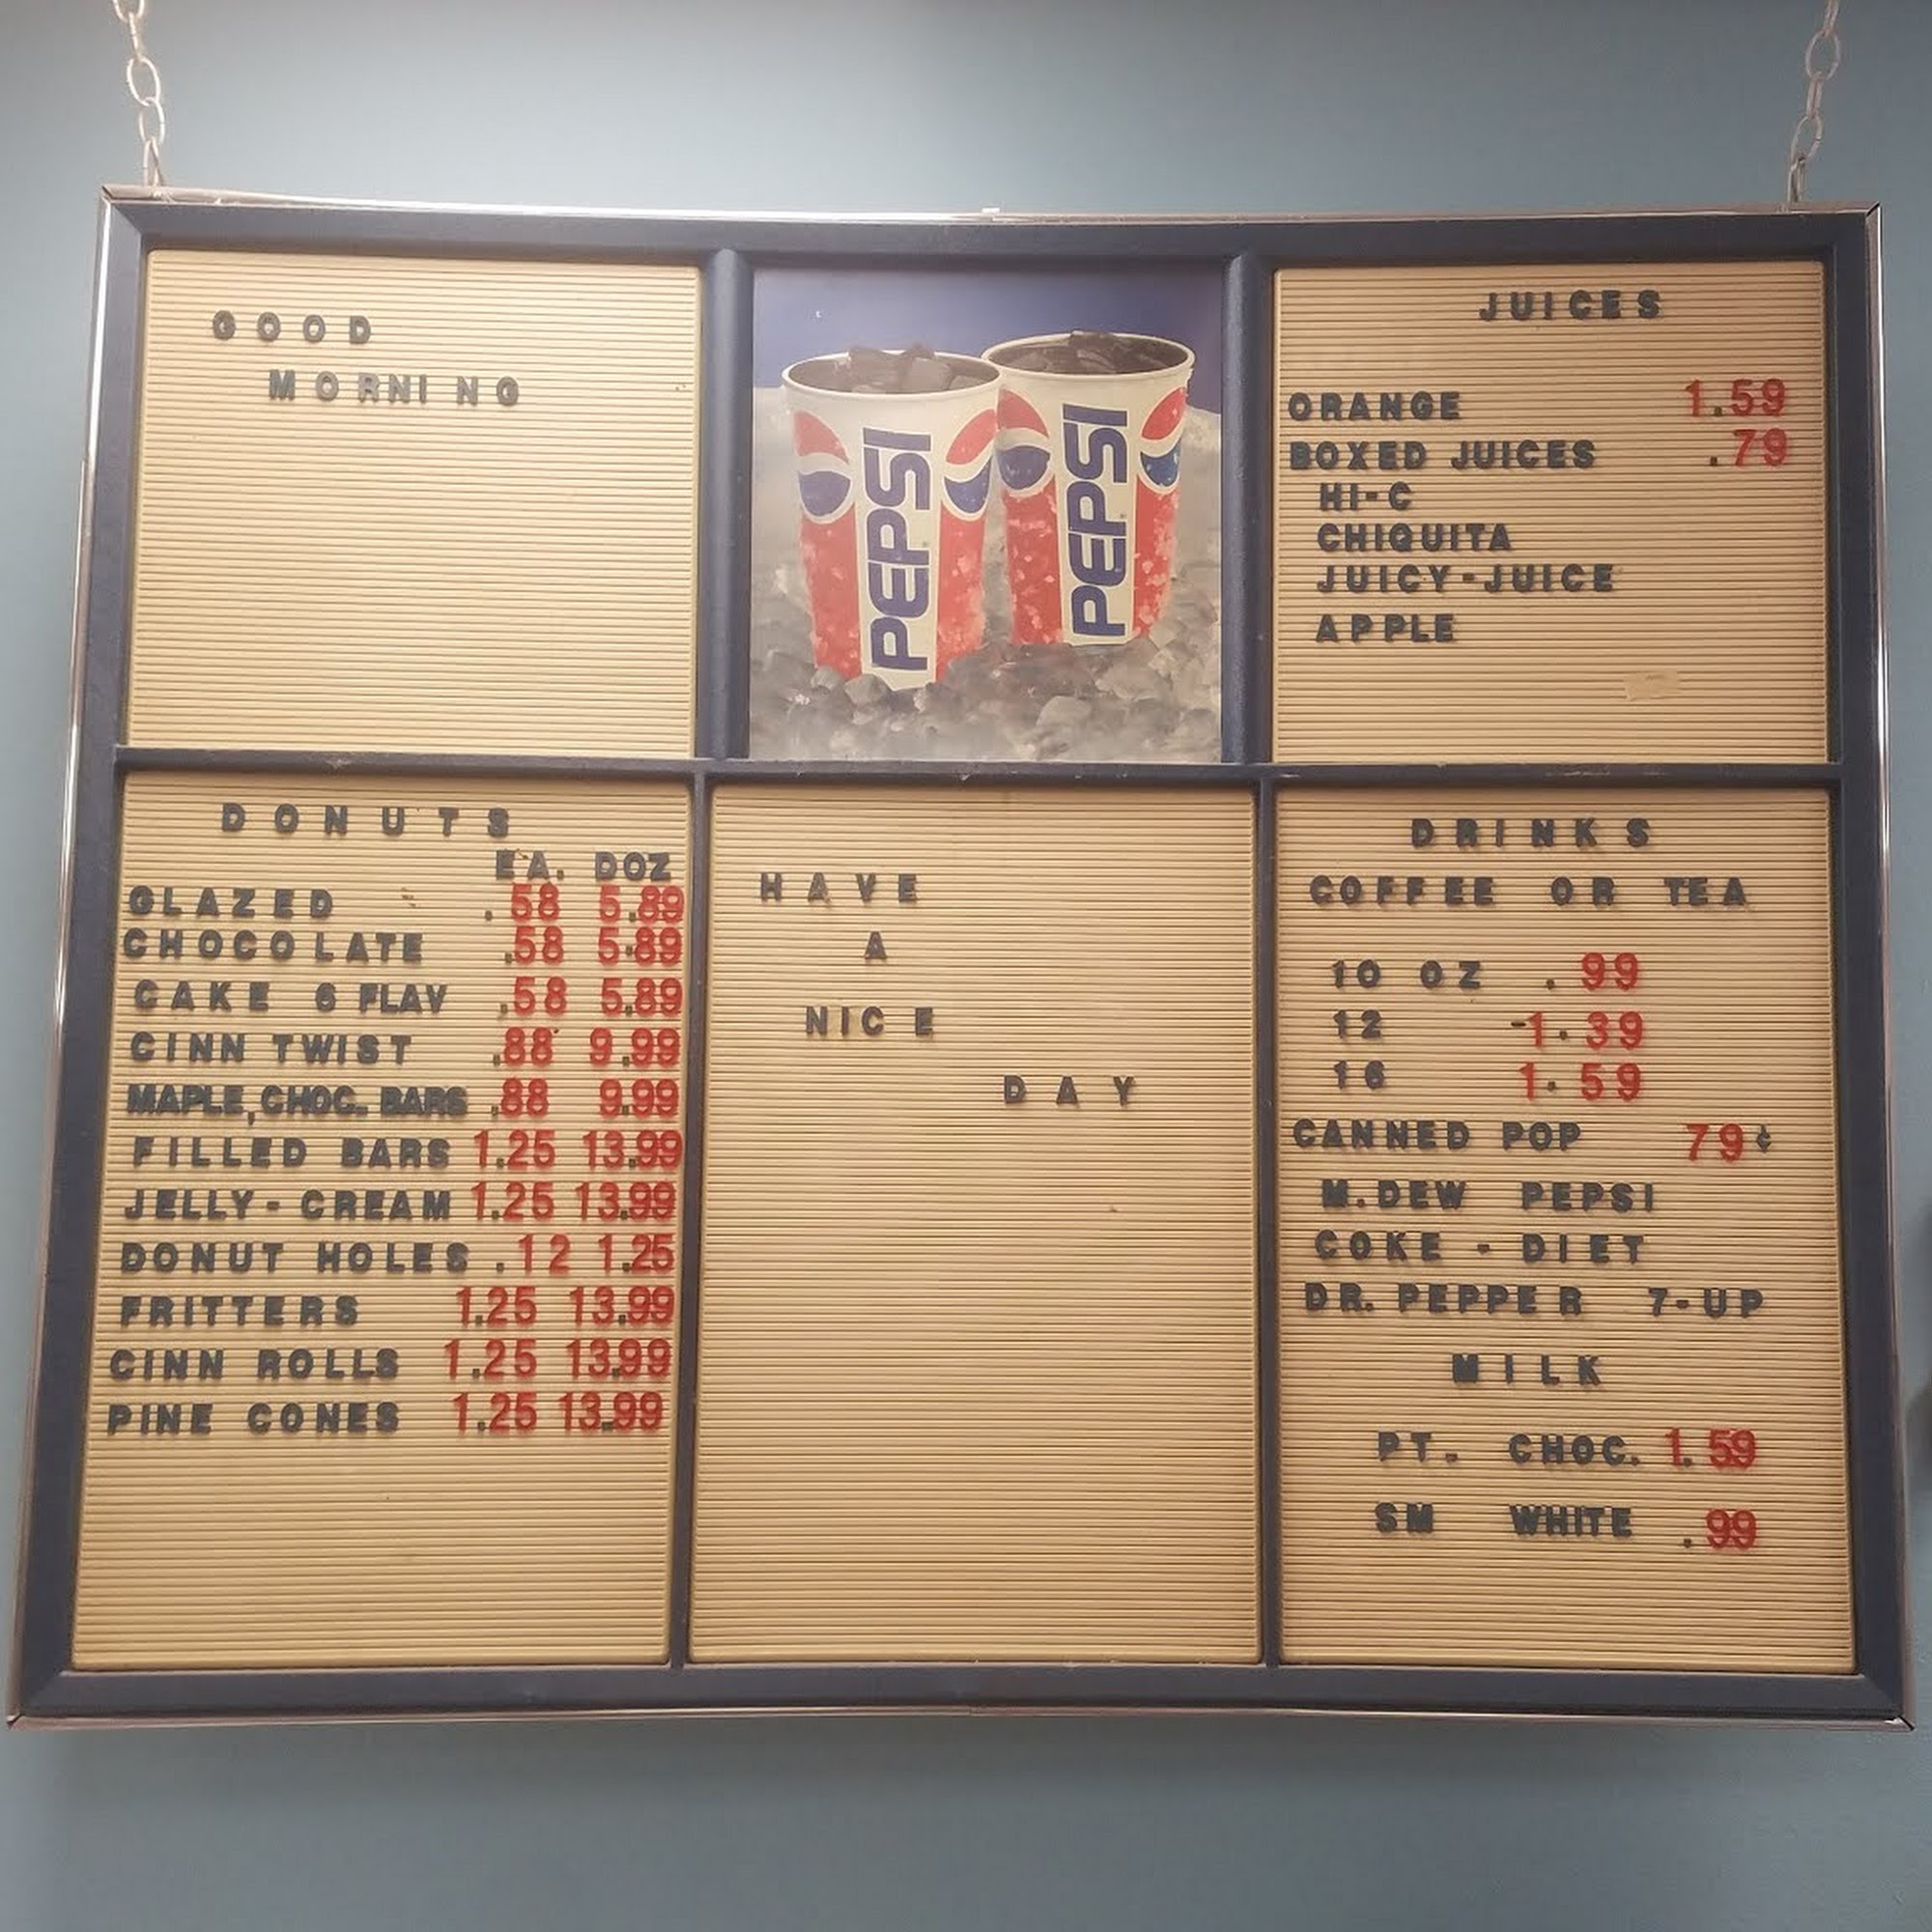 GOOD
MORNING
PEPSI
PEPSI
JUICES
ORANGE 1.59
BOXED JUICES .79
HI-C
CHIQUITA
JUICY-JUICE
APPLE
DONUTS
EA. DOZ
GLAZED .58 5.89
CHOCOLATE .58 5.89
CAKE 6 FLAV .58 5.89
CINN TWIST .88 9.99
MAPLE, CHOC. BARS .88 9.99
FILLED BARS 1.25 13.99
JELLY-CREAM 1.25 13.99
DONUT HOLES .12 1.25
FRITTERS 1.25 13.99
CINN ROLLS 1.25 13.99
PINE CONES 1.25 13.99
HAVE
A
NICE
DAY
DRINKS
COFFEE OR TEA
10 OZ .99
12 -1.39
16 1.59
CANNED POP 79¢
M.DEW PEPSI
COKE - DIET
DR. PEPPER 7-UP
MILK
PT. CHOC. 1.59
SM WHITE .99